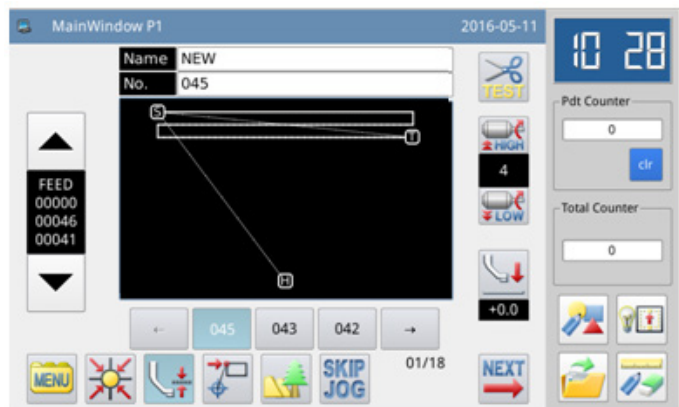 MainWindow P1
2016-05-11
10 28
Name NEW
No. 045
TEST
Pdt Counter
0
clr
S
T
H
HIGH
4
LOW
FEED
00000
00046
00041
Total Counter
0
+0.0
← 045 043 042 →
01/18
MENU
SKIP
JOG
NEXT